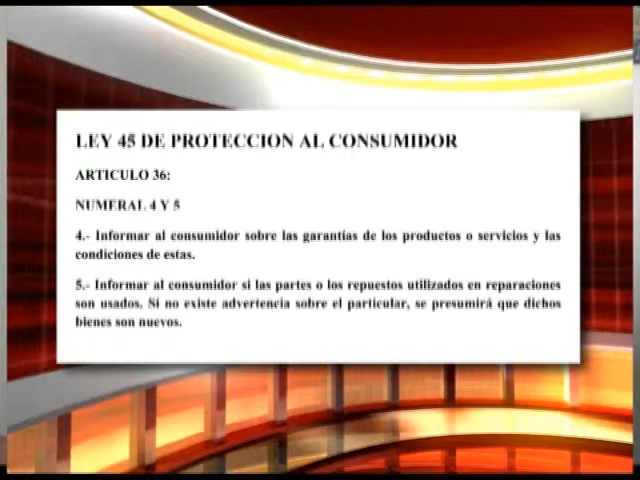 LEY 45 DE PROTECCION AL CONSUMIDOR
ARTICULO 36:
NUMERAL 4 Y 5
4.- Informar al consumidor sobre las garantías de los productos o servicios y las
condiciones de estas.
5.- Informar al consumidor si las partes o los repuestos utilizados en reparaciones
son usados. Si no existe advertencia sobre el particular, se presumirá que dichos
bienes son nuevos.